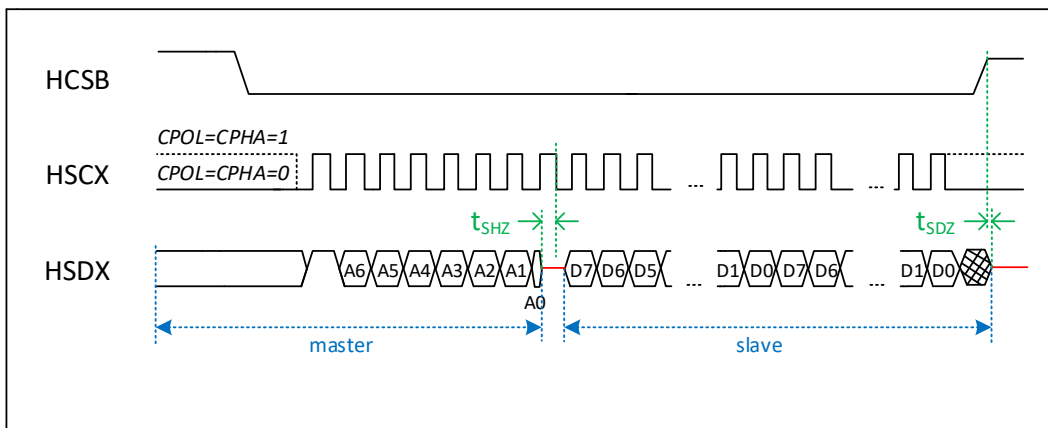 HCSB
CPOL=CPHA=1
HSCX
CPOL=CPHA=0
...
...
tSHZ
tSDZ
HSDX
A6 A5 A4 A3 A2 A1 D7 D6 D5 ... D1 D0 D7 D6 ... D1 D0
A0
master
slave